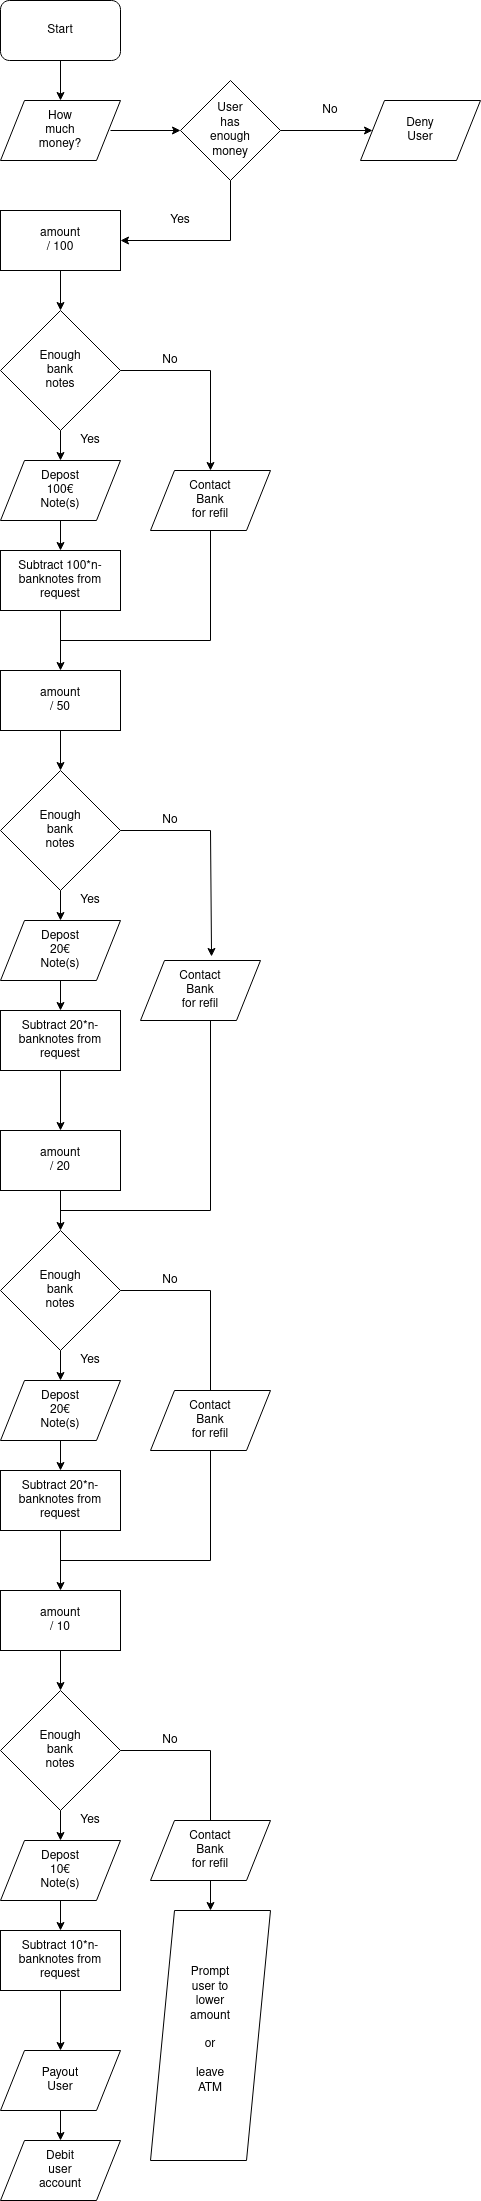 Start
How
much
money?
User
has
enough
money
No
Deny
User
Yes
amount
/ 100
Enough
bank
notes
No
Yes
Depost
100€
Note(s)
Contact
Bank
for refil
Subtract 100*n-
banknotes from
request
amount
/ 50
Enough
bank
notes
No
Yes
Depost
20€
Note(s)
Contact
Bank
for refil
Subtract 20*n-
banknotes from
request
amount
/ 20
Enough
bank
notes
No
Yes
Depost
20€
Note(s)
Contact
Bank
for refil
Subtract 20*n-
banknotes from
request
amount
/ 10
Enough
bank
notes
No
Yes
Depost
10€
Note(s)
Contact
Bank
for refil
Subtract 10*n-
banknotes from
request
Prompt
user to
lower
amount
or
leave
ATM
Payout
User
Debit
user
account